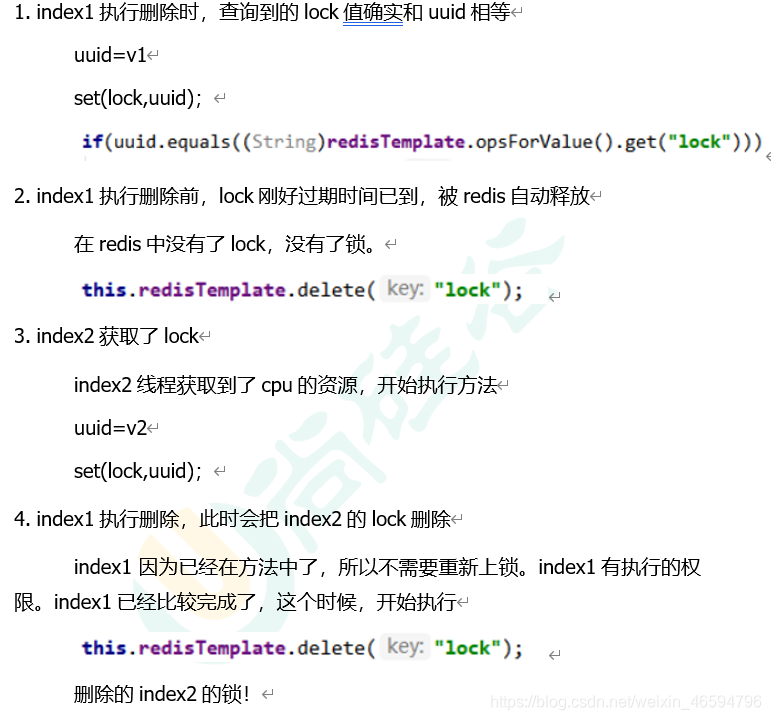 1. index1 执行删除时，查询到的 lock 值确实和 uuid 相等
uuid=v1
set(lock,uuid)；
if(uuid.equals((String)redisTemplate.opsForValue().get("lock")))
2. index1 执行删除前，lock 刚好过期时间已到，被 redis 自动释放
在 redis 中没有了 lock，没有了锁。
this.redisTemplate.delete( key: "lock");
3. index2 获取了 lock
index2 线程获取到了 cpu 的资源，开始执行方法
uuid=v2
set(lock,uuid)；
4. index1 执行删除，此时会把 index2 的 lock 删除
index1 因为已经在方法中了，所以不需要重新上锁。index1 有执行的权
限。index1 已经比较完成了，这个时候，开始执行
this.redisTemplate.delete( key: "lock");
删除的 index2 的锁！
尚硅谷
https://blog.csdn.net/weixin_46594796